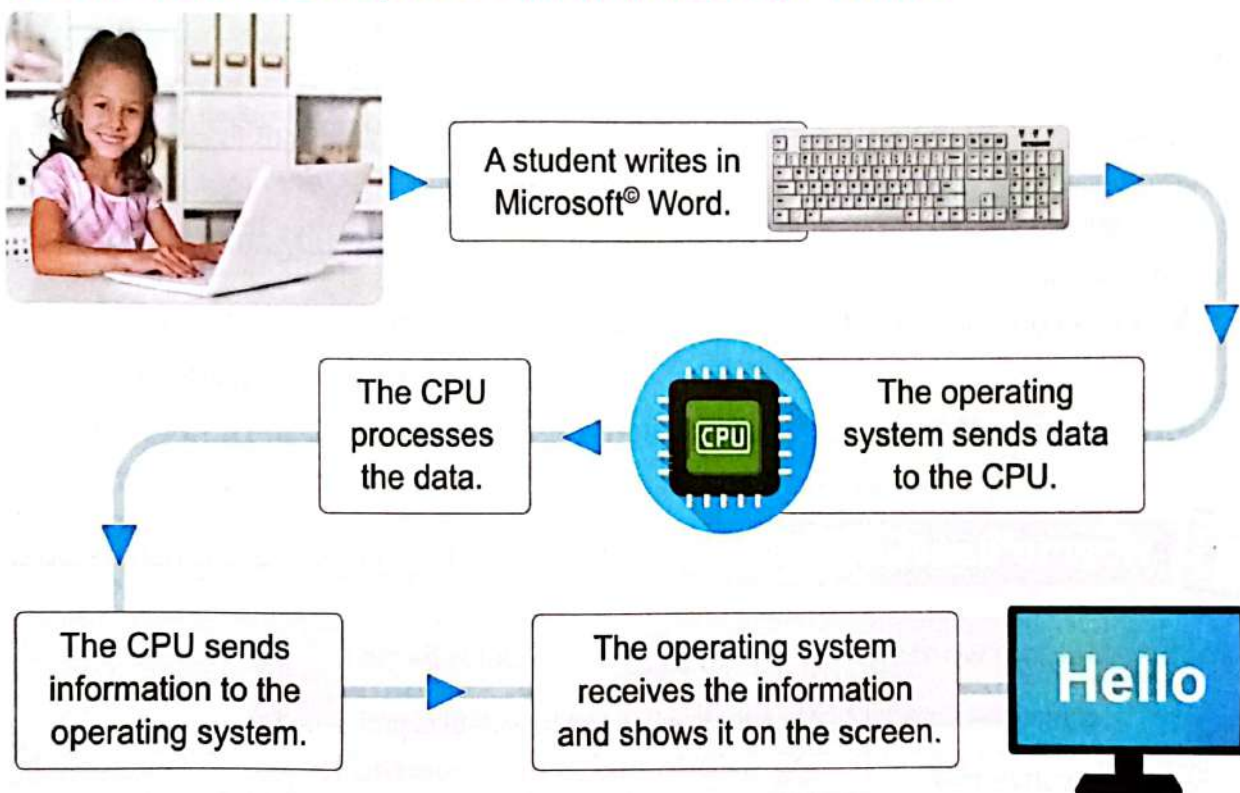 A student writes in
Microsoft© Word.
The operating
system sends data
to the CPU.
CPU
The CPU
processes
the data.
The CPU sends
information to the
operating system.
The operating system
receives the information
and shows it on the screen.
Hello